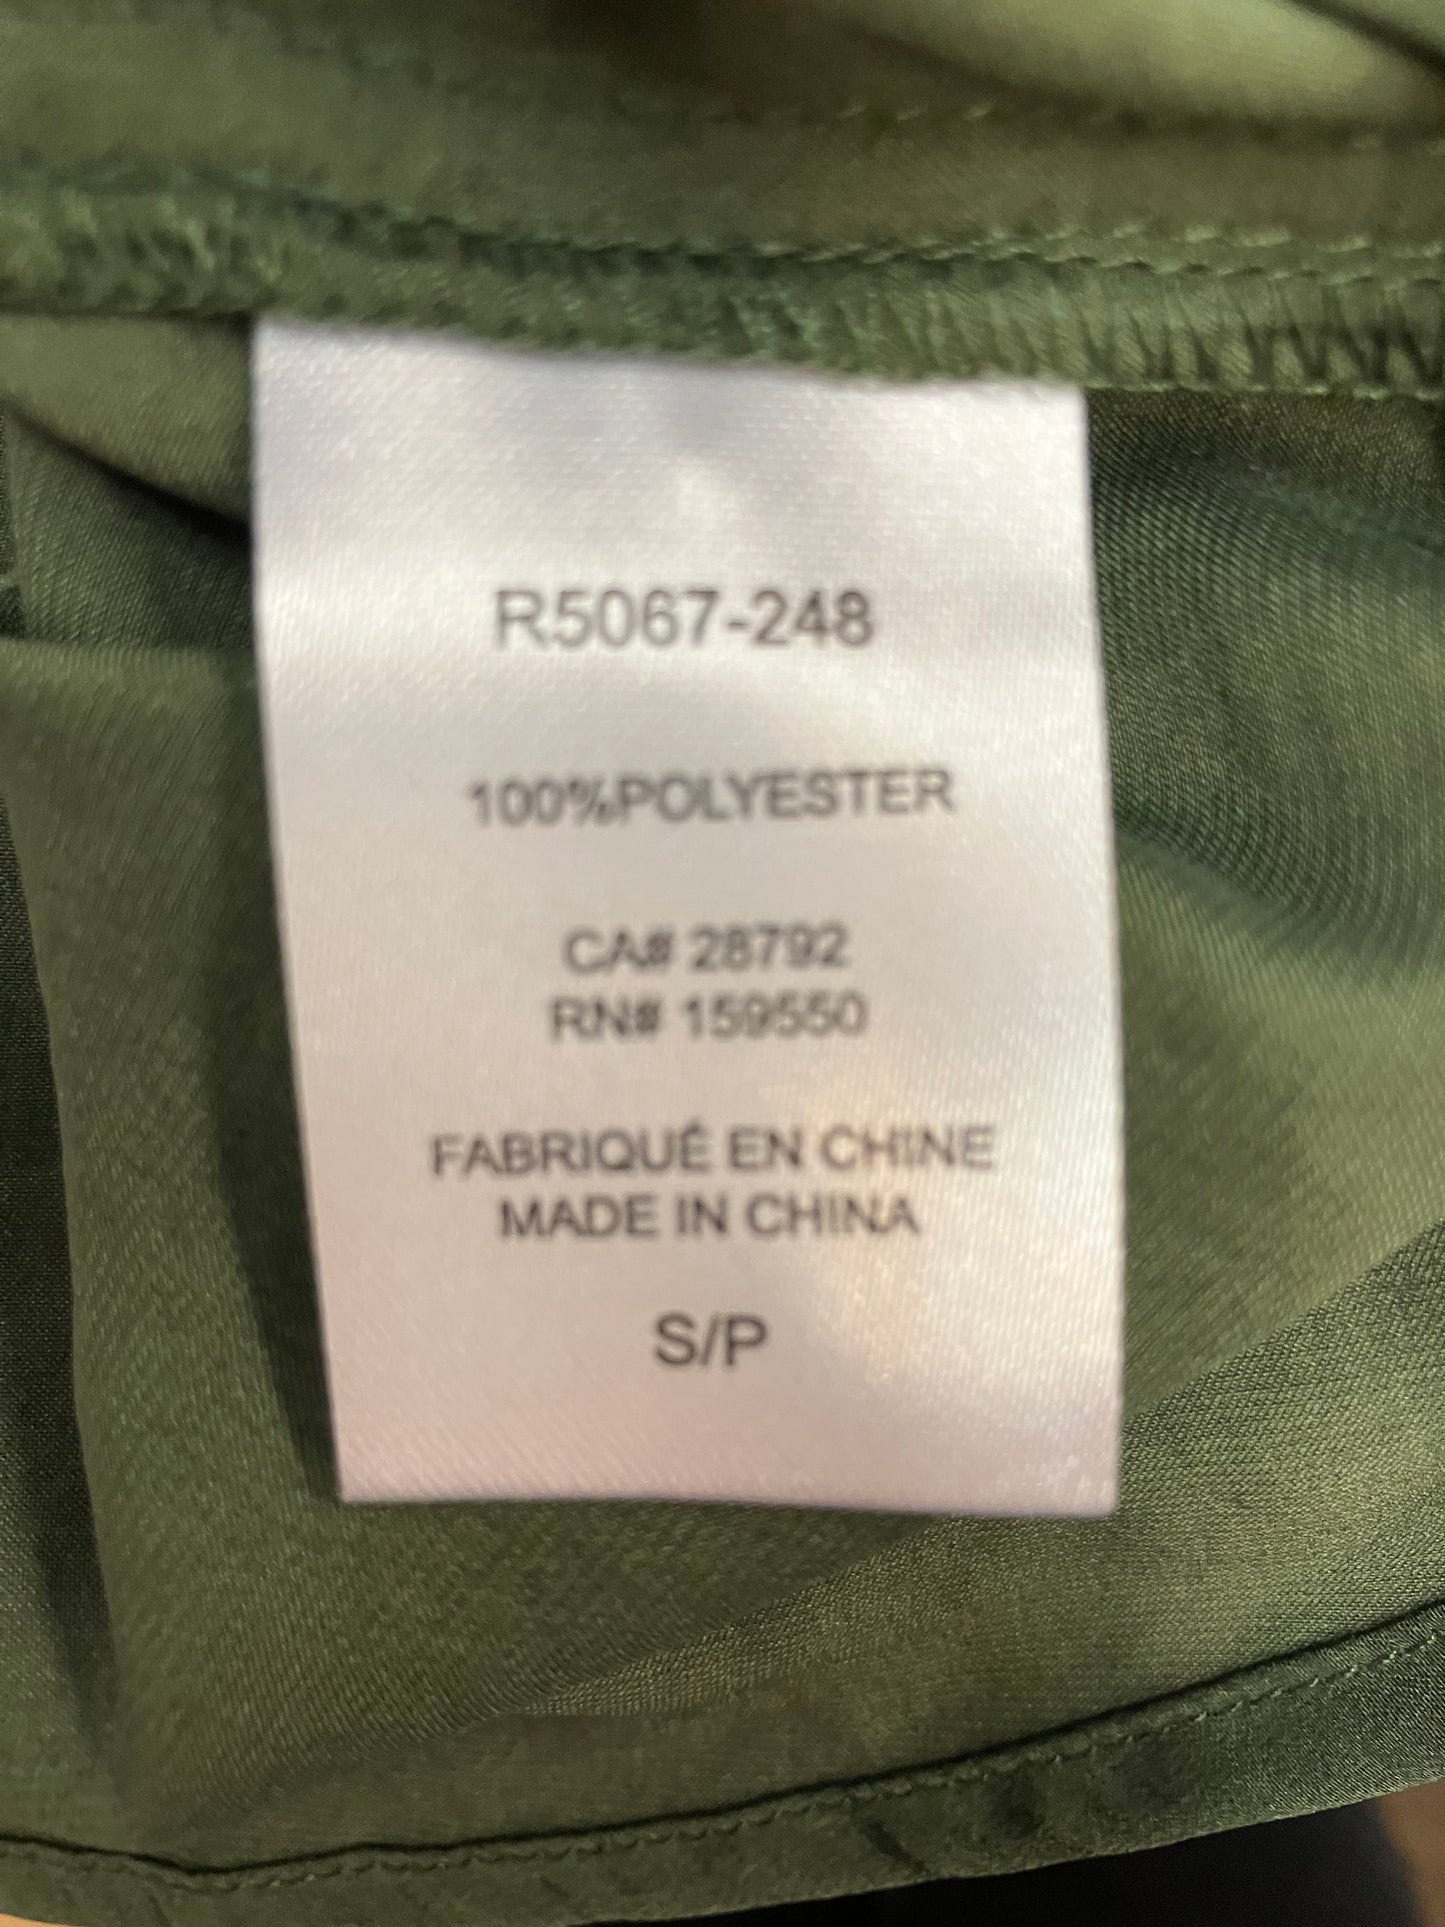 R5067-248
100%POLYESTER
CA# 28792
RN# 159550
FABRIQUÉ EN CHINE
MADE IN CHINA
S/P